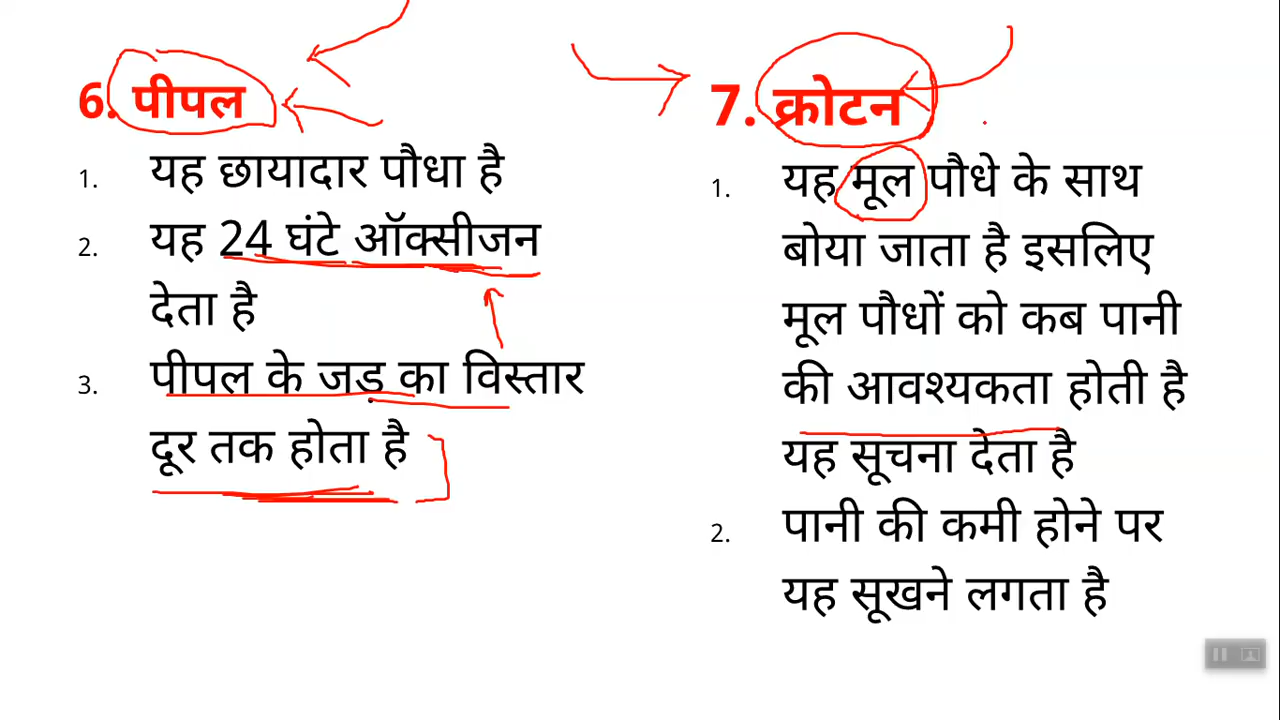 6. पीपल
1. यह छायादार पौधा है
2. यह 24 घंटे ऑक्सीजन
देता है
3. पीपल के जड का विस्तार
दूर तक होता है
7. क्रोटन
1. यह मूल पौधे के साथ
बोया जाता है इसलिए
मूल पौधों को कब पानी
की आवश्यकता होती है
यह सूचना देता है
2. पानी की कमी होने पर
यह सूखने लगता है